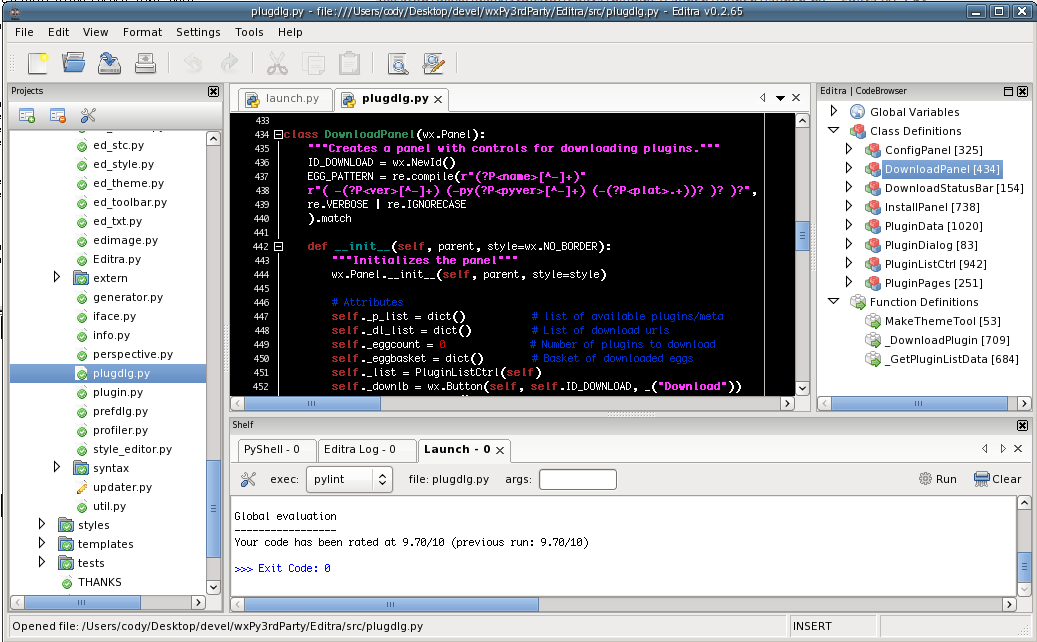 plugdlg.py - file:///Users/cody/Desktop/devel/wxPy3rdParty/Editra/src/plugdlg.py - Editra v0.2.65
File Edit View Format Settings Tools Help
Projects
ed_stc.py
ed_style.py
ed_theme.py
ed_toolbar.py
ed_txt.py
edimage.py
Editra.py
extern
generator.py
iface.py
info.py
perspective.py
plugdlg.py
plugin.py
prefdlg.py
profiler.py
style_editor.py
syntax
updater.py
util.py
styles
templates
tests
THANKS
launch.py plugdlg.py
433
434 class DownloadPanel(wx.Panel):
435 """Creates a panel with controls for downloading plugins."""
436 ID_DOWNLOAD = wx.NewId()
437 EGG_PATTERN = re.compile(r"(?P<name>[^-]+)"
438 r"( -(?P<ver>[^-]+) (-py(?P<pyver>[^-]+) (-(?P<plat>.+))? )? )?",
439 re.VERBOSE | re.IGNORECASE
440 ).match
441
442 def __init__(self, parent, style=wx.NO_BORDER):
443 """Initializes the panel"""
444 wx.Panel.__init__(self, parent, style=style)
445
446 # Attributes
447 self._p_list = dict() # list of available plugins/meta
448 self._dl_list = dict() # List of download urls
449 self._eggcount = 0 # Number of plugins to download
450 self._eggbasket = dict() # Basket of downloaded eggs
451 self._list = PluginListCtrl(self)
452 self._downlb = wx.Button(self, self.ID_DOWNLOAD, _("Download"))
Editra | CodeBrowser
Global Variables
Class Definitions
ConfigPanel [325]
DownloadPanel [434]
DownloadStatusBar [154]
InstallPanel [738]
PluginData [1020]
PluginDialog [83]
PluginListCtrl [942]
PluginPages [251]
Function Definitions
MakeThemeTool [53]
_DownloadPlugin [709]
_GetPluginListData [684]
Shelf
PyShell - 0 Editra Log - 0 Launch - 0
exec: pylint file: plugdlg.py args: Run Clear
Global evaluation
-----------------
Your code has been rated at 9.70/10 (previous run: 9.70/10)
>>> Exit Code: 0
Opened file: /Users/cody/Desktop/devel/wxPy3rdParty/Editra/src/plugdlg.py INSERT